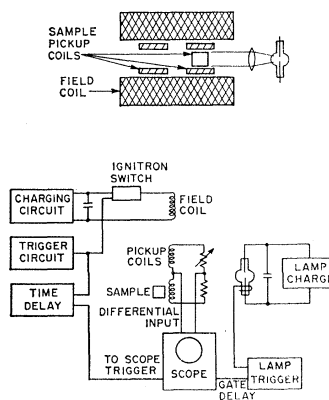 SAMPLE
PICKUP
COILS
FIELD
COIL
IGNITRON
SWITCH
CHARGING
CIRCUIT
FIELD
COIL
TRIGGER
CIRCUIT
PICKUP
COILS
TIME
DELAY
SAMPLE
DIFFERENTIAL
INPUT
LAMP
CHARGE
TO SCOPE
TRIGGER
SCOPE
GATE
DELAY
LAMP
TRIGGER